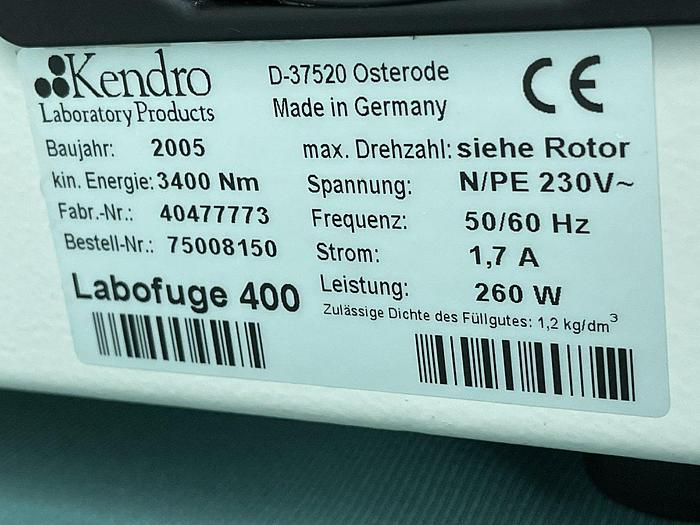 Kendro
Laboratory Products
D-37520 Osterode
Made in Germany
CE
Baujahr: 2005
kin. Energie: 3400 Nm
Fabr.-Nr.: 40477773
Bestell-Nr.: 75008150
Labofuge 400
max. Drehzahl: siehe Rotor
Spannung: N/PE 230V~
Frequenz: 50/60 Hz
Strom: 1,7 A
Leistung: 260 W
Zulässige Dichte des Füllgutes: 1,2 kg/dm³